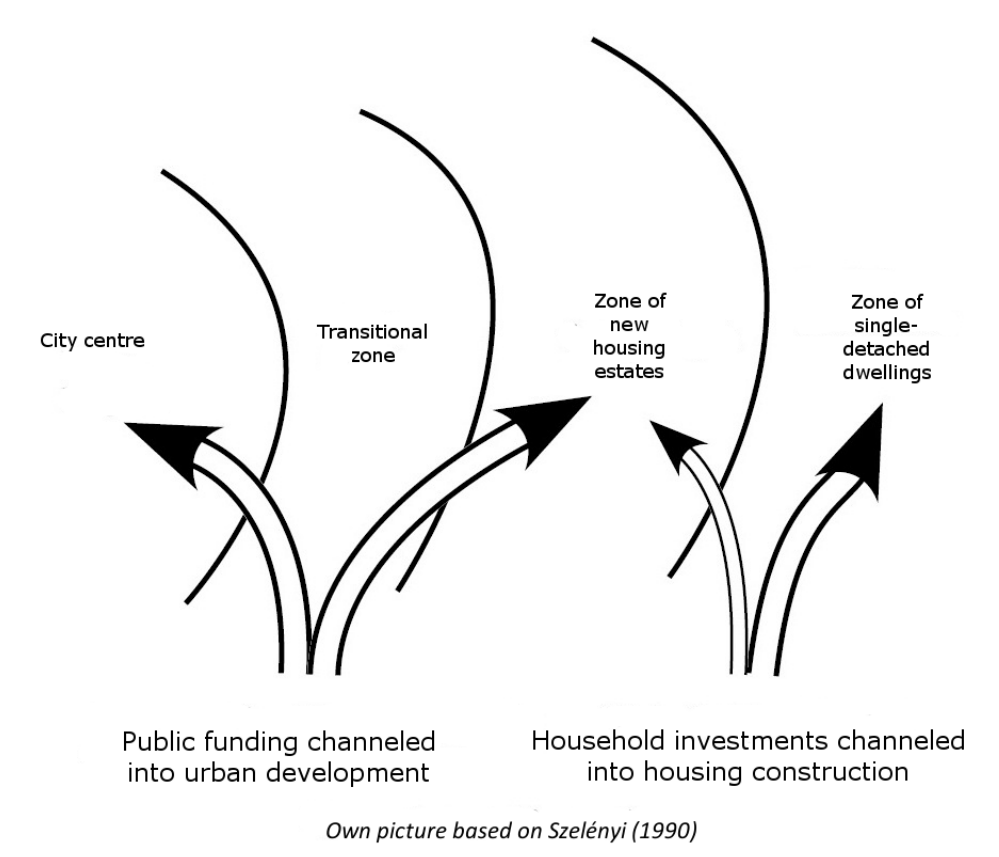 City centre
Transitional
zone
Zone of
new
housing
estates
Zone of
single-
detached
dwellings
Public funding channeled
into urban development
Household investments channeled
into housing construction
Own picture based on Szelényi (1990)